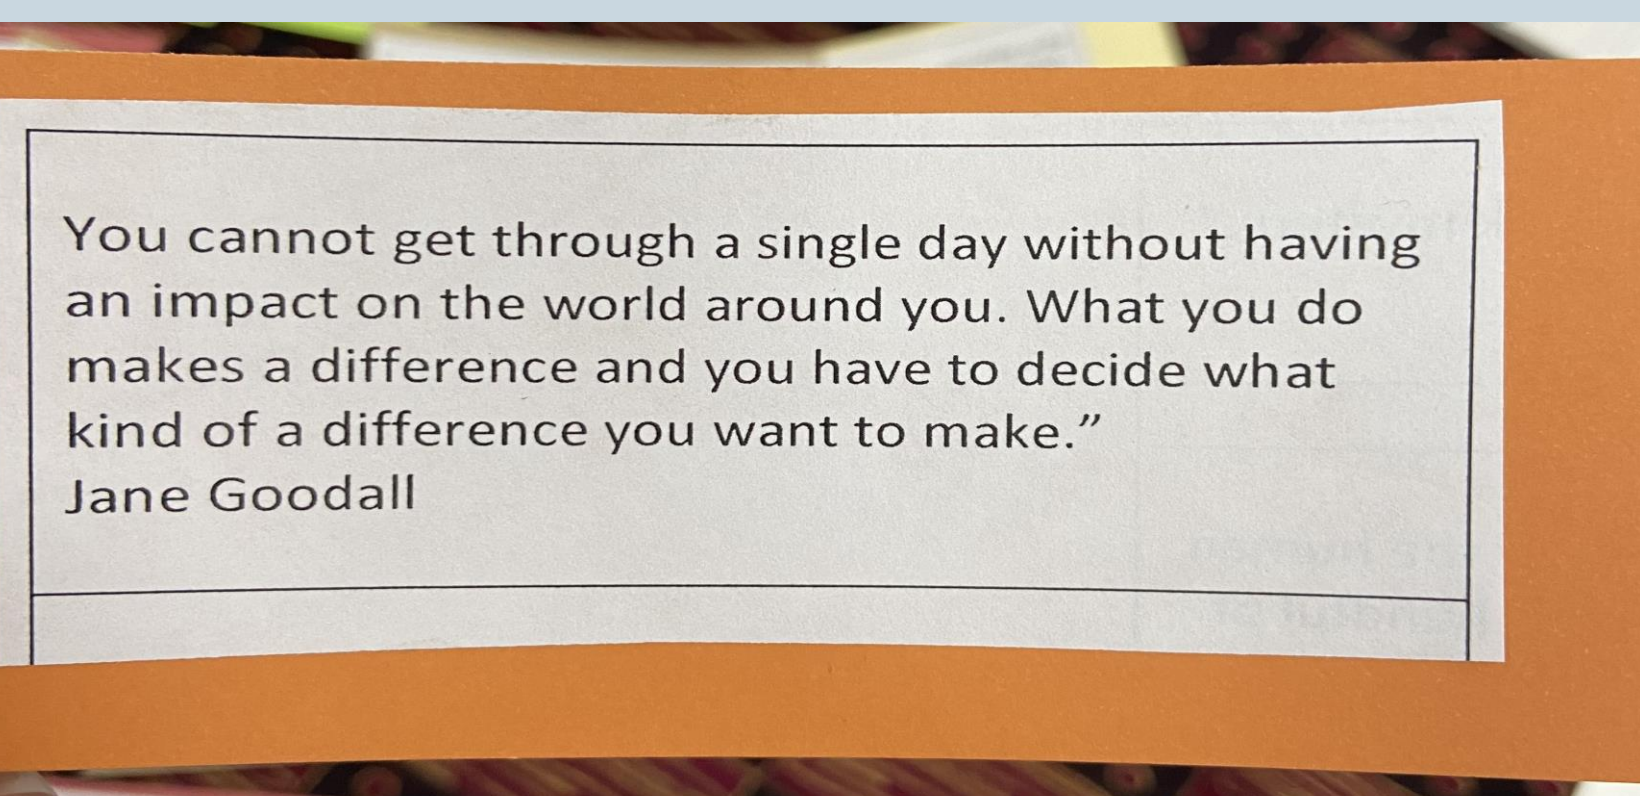 You cannot get through a single day without having
an impact on the world around you. What you do
makes a difference and you have to decide what
kind of a difference you want to make.”
Jane Goodall